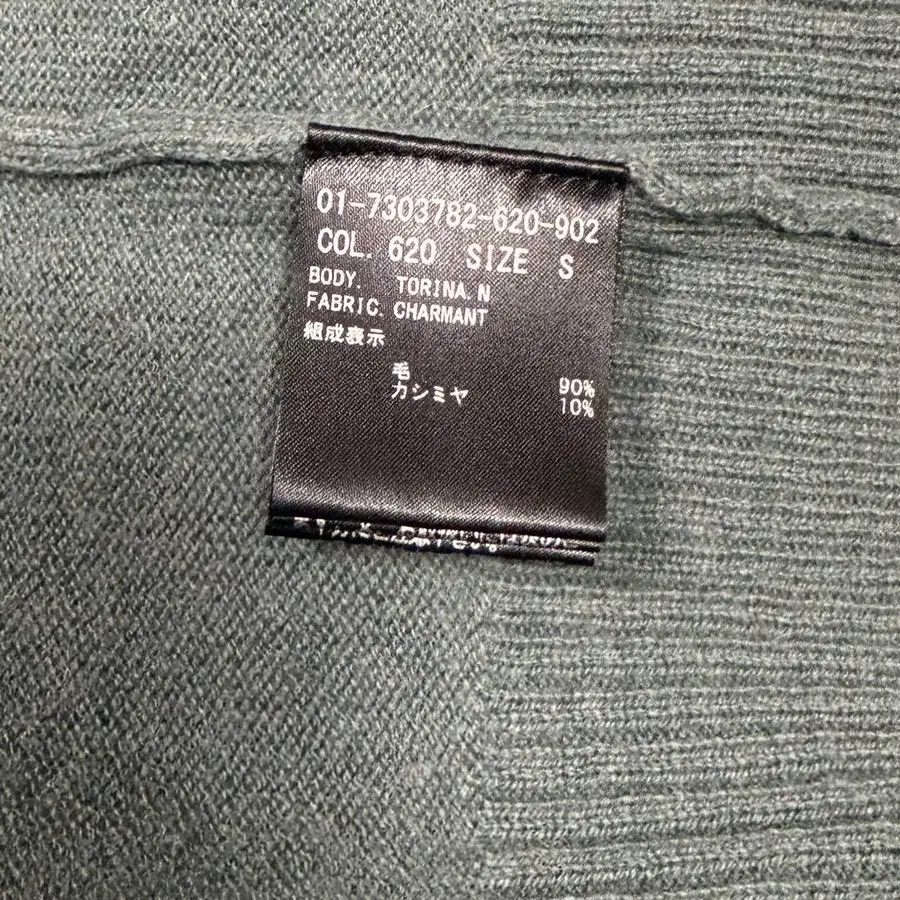 01-7303782-620-902
COL. 620 SIZE S
BODY. TORINA.N
FABRIC. CHARMANT
組成表示
毛 90%
カシミヤ 10%